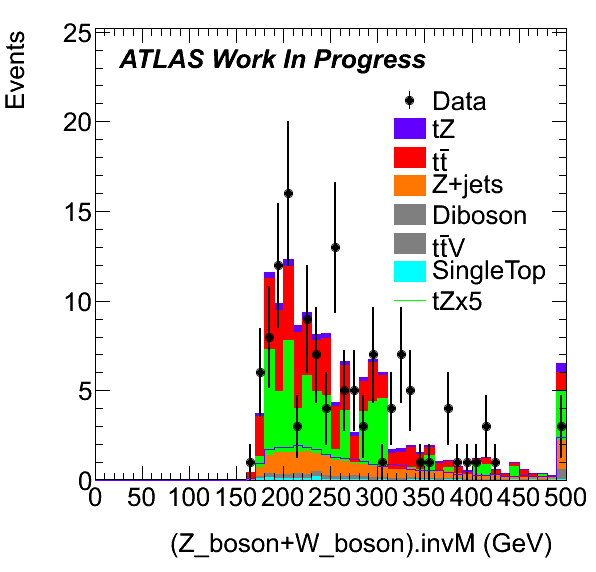 Events
25
20
15
10
5
0
ATLAS Work In Progress
Data
tZ
tt̄
Z+jets
Diboson
tt̄V
SingleTop
tZx5
0 50 100 150 200 250 300 350 400 450 500
(Z_boson+W_boson).invM (GeV)